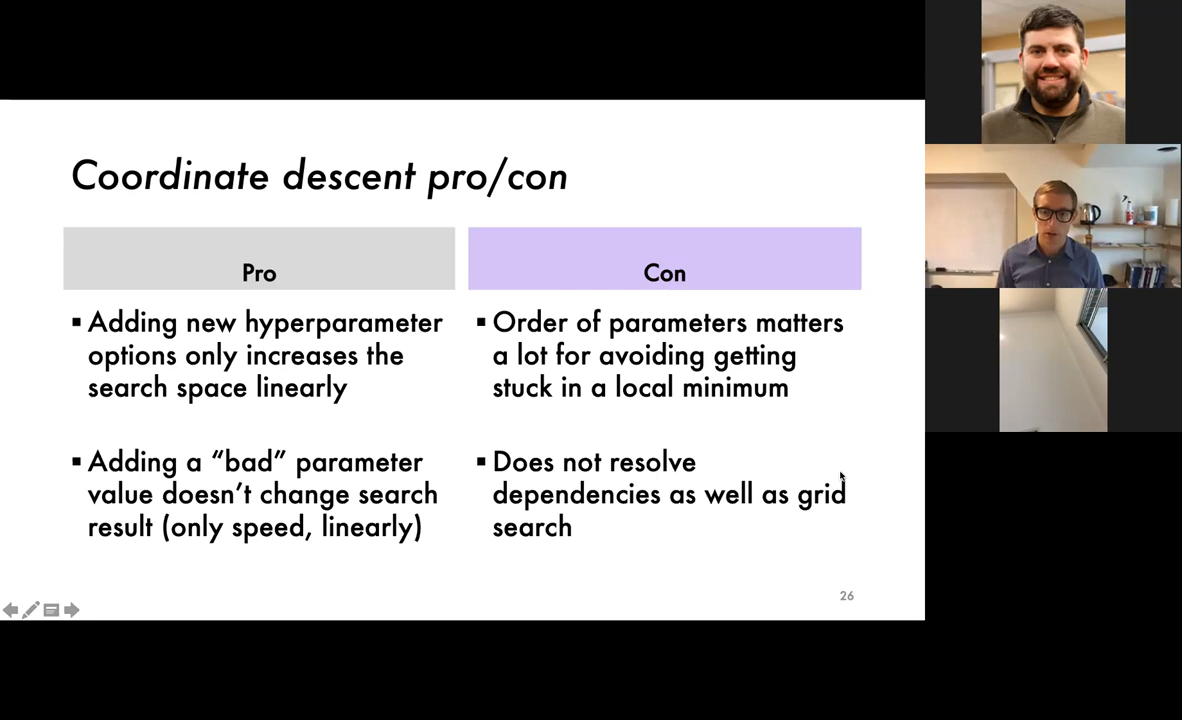 Coordinate descent pro/con
Pro
▪ Adding new hyperparameter
options only increases the
search space linearly
▪ Adding a “bad” parameter
value doesn’t change search
result (only speed, linearly)
Con
▪ Order of parameters matters
a lot for avoiding getting
stuck in a local minimum
▪ Does not resolve
dependencies as well as grid
search
26